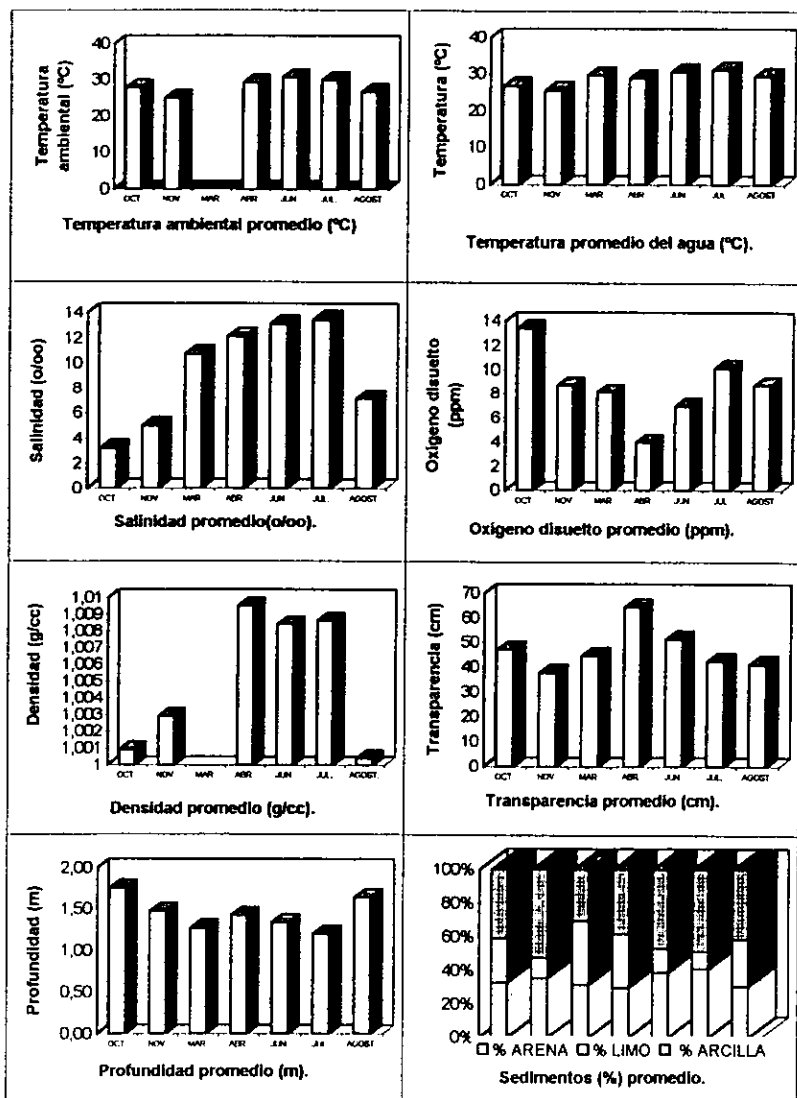 Temperatura
ambiental (ºC)
40
30
20
10
0
OCT NOV MAR ABR JUN JUL. AGOST
Temperatura ambiental promedio (ºC)
Temperatura (ºC)
40
30
20
10
0
OCT NOV MAR ABR JUN JUL AGOST
Temperatura promedio del agua (ºC).
Salinidad (o/oo)
14
12
10
8
6
4
2
0
OCT NOV MAR ABR JUN JUL. AGOST
Salinidad promedio(o/oo).
Oxigeno disuelto
(ppm)
14
12
10
8
6
4
2
0
OCT NOV MAR ABR JUN JUL AGOST
Oxigeno disuelto promedio (ppm).
Densidad (g/cc)
1,01
1,009
1,008
1,006
1,005
1,004
1,003
1,002
1,001
1
OCT NOV MAR ABR JUN JUL. AGOST.
Densidad promedio (g/cc).
Transparencia (cm)
70
60
50
40
30
20
10
0
OCT NOV MAR ABR. JUN JUL AGOST
Transparencia promedio (cm).
Profundidad (m)
2,00
1,50
1,00
0,50
0,00
OCT NOV MAR ABR JUN JUL AGOST
Profundidad promedio (m).
100%
80%
60%
40%
20%
0%
% ARENA % LIMO % ARCILLA
Sedimentos (%) promedio.